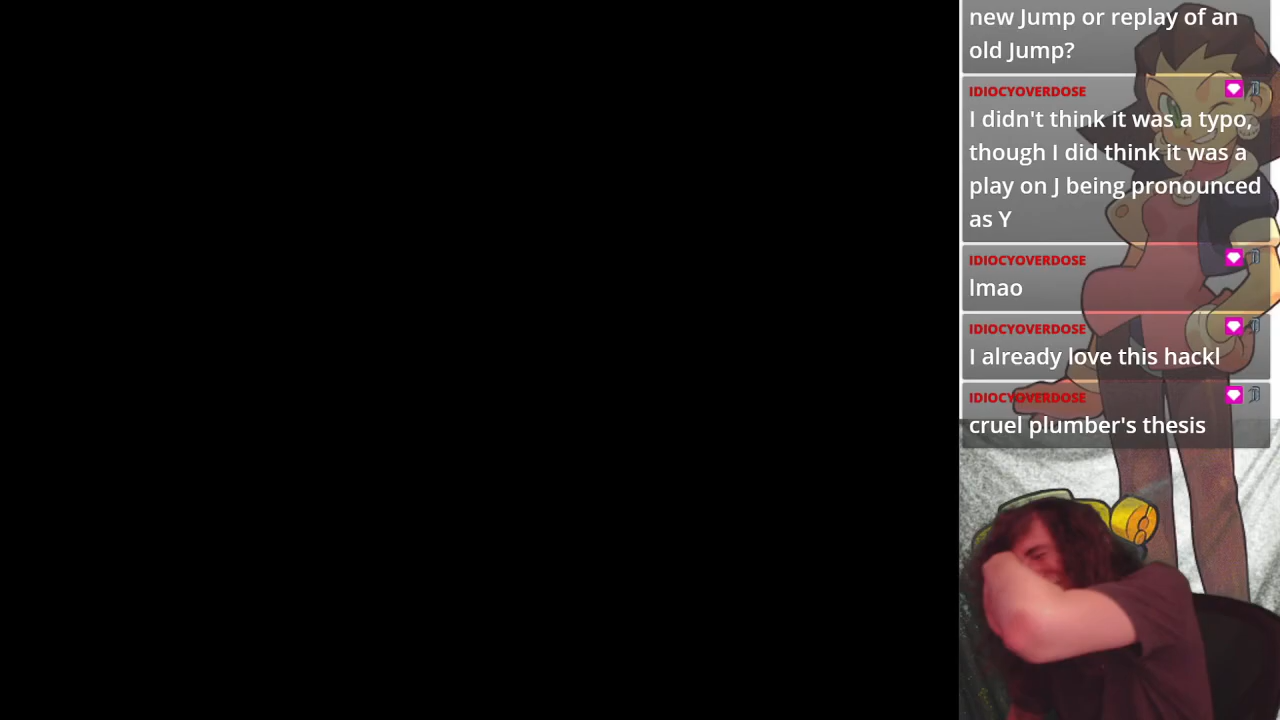 new Jump or replay of an
old Jump?
IDIOCYOVERDOSE
I didn't think it was a typo,
though I did think it was a
play on J being pronounced
as Y
IDIOCYOVERDOSE
lmao
IDIOCYOVERDOSE
I already love this hackl
IDIOCYOVERDOSE
cruel plumber's thesis